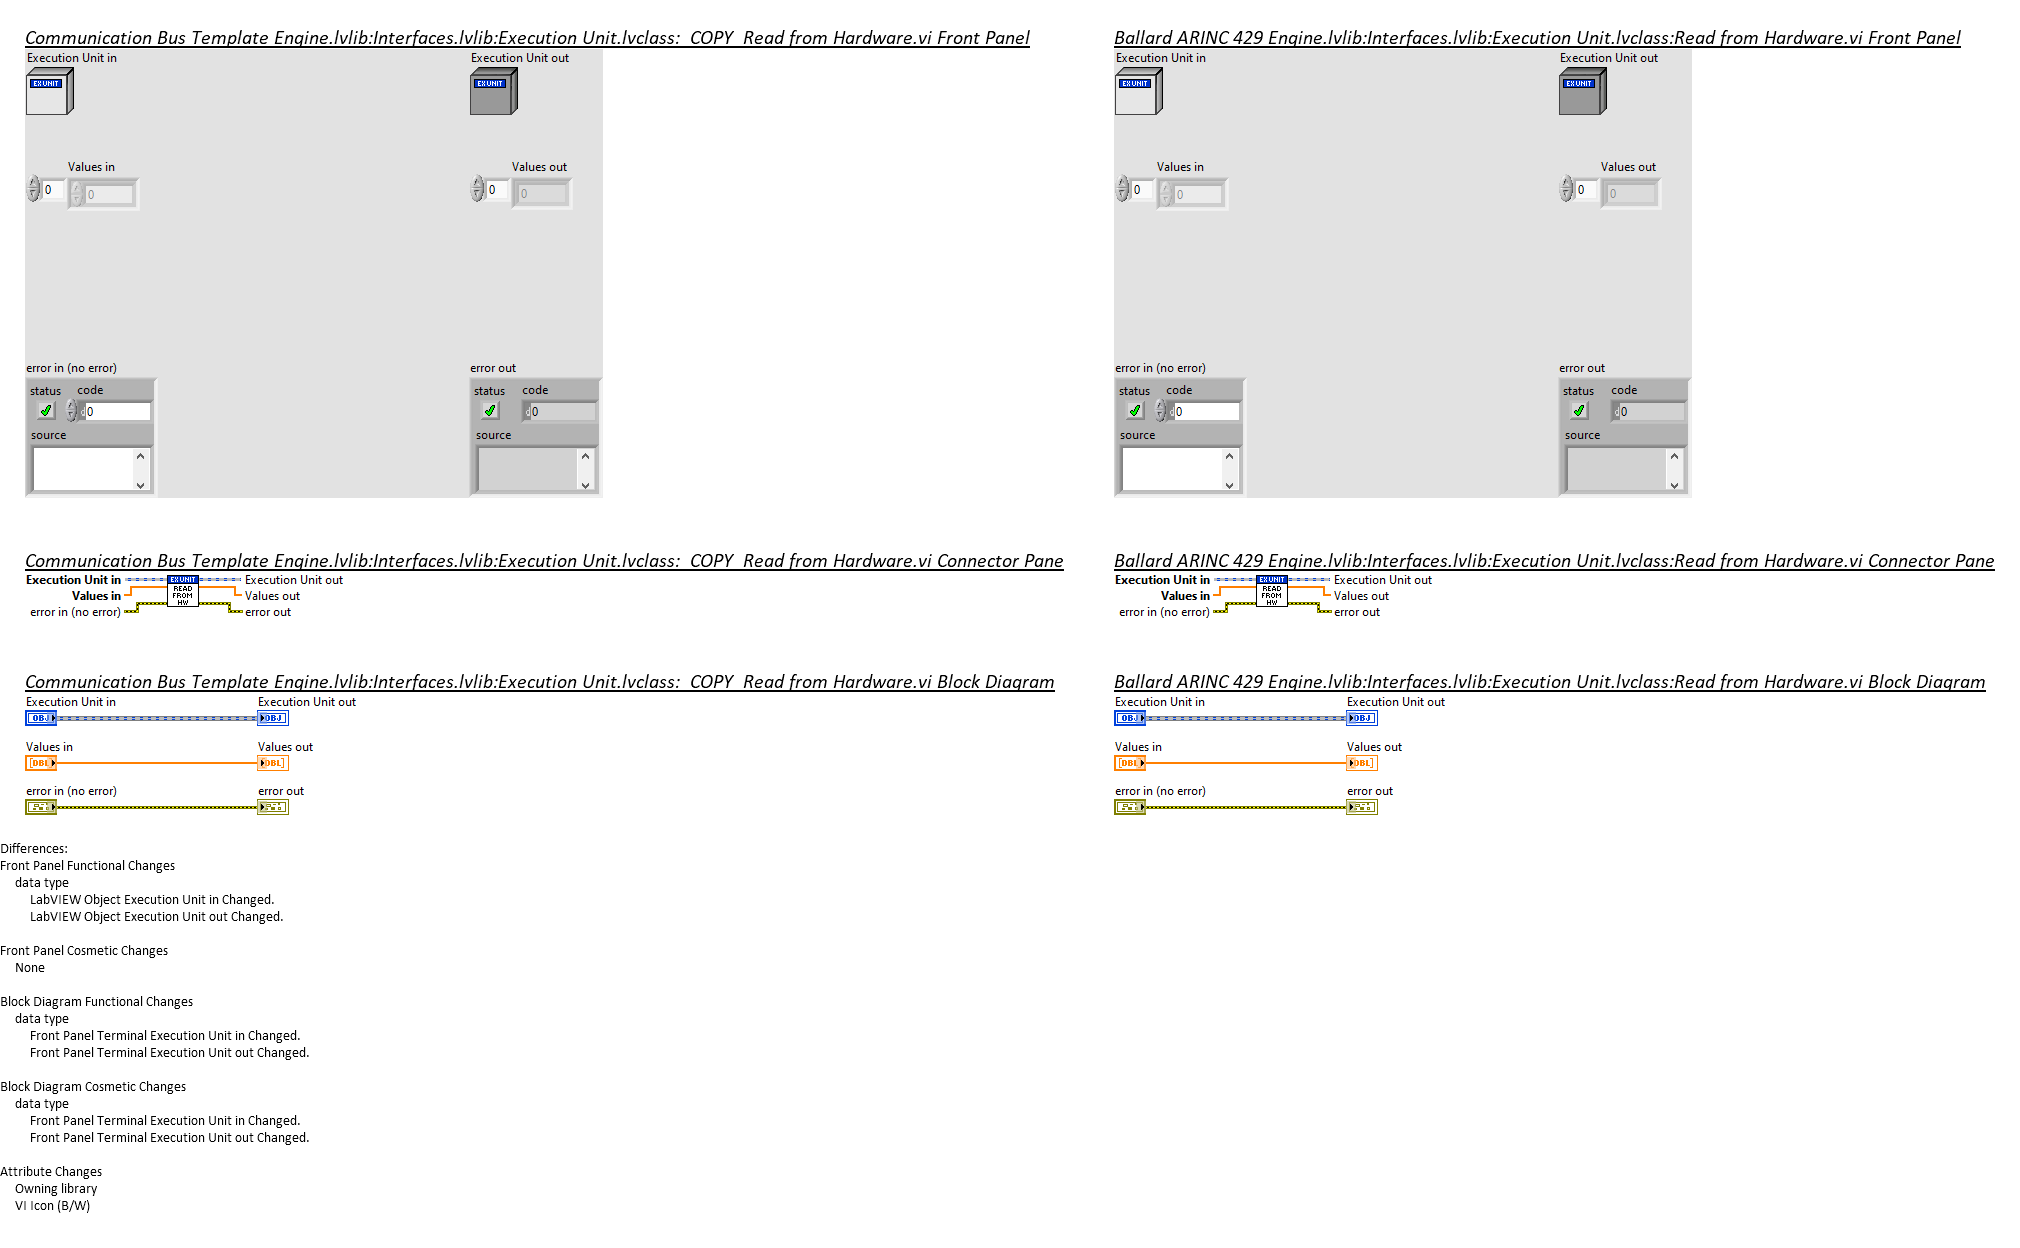 Communication Bus Template Engine.lvlib:Interfaces.lvlib:Execution Unit.lvclass:  COPY  Read from Hardware.vi Front Panel
Execution Unit in
Execution Unit out
EXUNIT
EXUNIT
Values in
Values out
0
0
0
0
error in (no error)
error out
status code
status code
d0
d0
source
source
Ballard ARINC 429 Engine.lvlib:Interfaces.lvlib:Execution Unit.lvclass:Read from Hardware.vi Front Panel
Execution Unit in
Execution Unit out
EXUNIT
EXUNIT
Values in
Values out
0
0
0
0
error in (no error)
error out
status code
status code
d0
d0
source
source
Communication Bus Template Engine.lvlib:Interfaces.lvlib:Execution Unit.lvclass:  COPY  Read from Hardware.vi Connector Pane
Execution Unit in
Values in
error in (no error)
EXUNIT
READ
FROM
HW
Execution Unit out
Values out
error out
Ballard ARINC 429 Engine.lvlib:Interfaces.lvlib:Execution Unit.lvclass:Read from Hardware.vi Connector Pane
Execution Unit in
Values in
error in (no error)
EXUNIT
READ
FROM
HW
Execution Unit out
Values out
error out
Communication Bus Template Engine.lvlib:Interfaces.lvlib:Execution Unit.lvclass:  COPY  Read from Hardware.vi Block Diagram
Execution Unit in
Execution Unit out
OBJ
OBJ
Values in
Values out
[DBL]
[DBL]
error in (no error)
error out
Ballard ARINC 429 Engine.lvlib:Interfaces.lvlib:Execution Unit.lvclass:Read from Hardware.vi Block Diagram
Execution Unit in
Execution Unit out
OBJ
OBJ
Values in
Values out
[DBL]
[DBL]
error in (no error)
error out
Differences:
Front Panel Functional Changes
data type
LabVIEW Object Execution Unit in Changed.
LabVIEW Object Execution Unit out Changed.
Front Panel Cosmetic Changes
None
Block Diagram Functional Changes
data type
Front Panel Terminal Execution Unit in Changed.
Front Panel Terminal Execution Unit out Changed.
Block Diagram Cosmetic Changes
data type
Front Panel Terminal Execution Unit in Changed.
Front Panel Terminal Execution Unit out Changed.
Attribute Changes
Owning library
VI Icon (B/W)